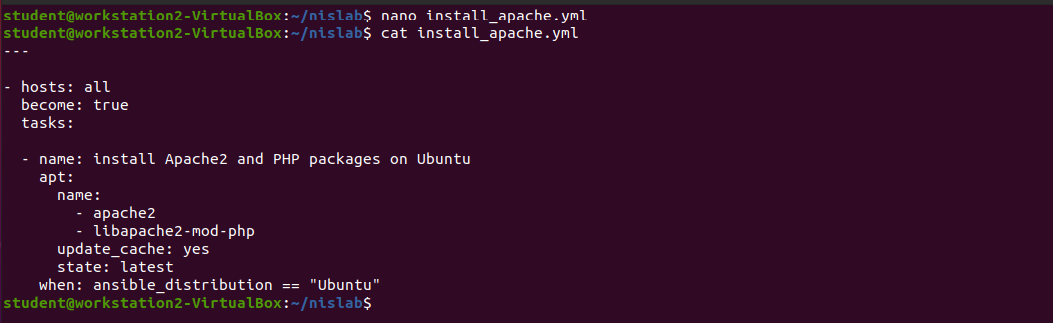 student@workstation2-VirtualBox:~/nislab$ nano install_apache.yml
student@workstation2-VirtualBox:~/nislab$ cat install_apache.yml
---
- hosts: all
  become: true
  tasks:
  - name: install Apache2 and PHP packages on Ubuntu
    apt:
      name:
        - apache2
        - libapache2-mod-php
      update_cache: yes
      state: latest
    when: ansible_distribution == "Ubuntu"
student@workstation2-VirtualBox:~/nislab$